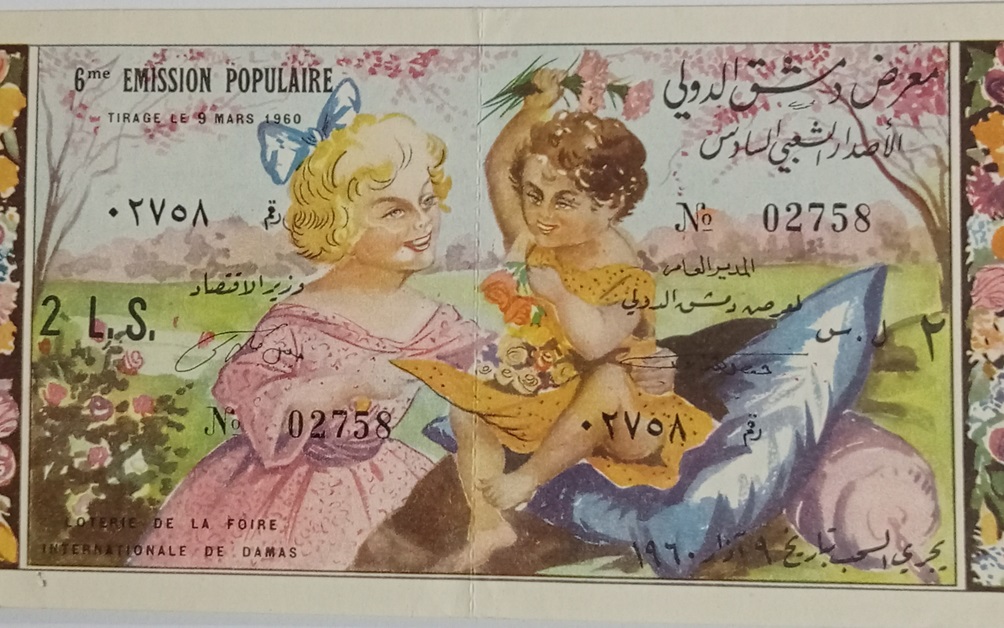 6me EMISSION POPULAIRE
TIRAGE LE 9 MARS 1960
معرض دمشق الدولي
الأصدار الشعبي السادس
رقم ٠٢٧٥٨
No 02758
وزير الاقتصاد
المدير العام
لمعرض دمشق الدولي
2 L.S.
٢ ل.س
No 02758
رقم ٠٢٧٥٨
LOTERIE DE LA FOIRE
INTERNATIONALE DE DAMAS
يجري السحب بتاريخ ٩ آذار ١٩٦٠